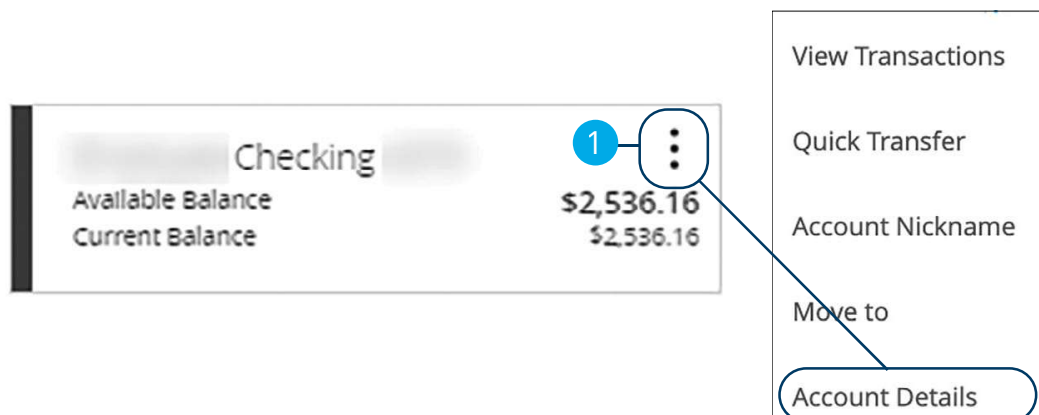 Checking
1
Available Balance $2,536.16
Current Balance $2,536.16
View Transactions
Quick Transfer
Account Nickname
Move to
Account Details